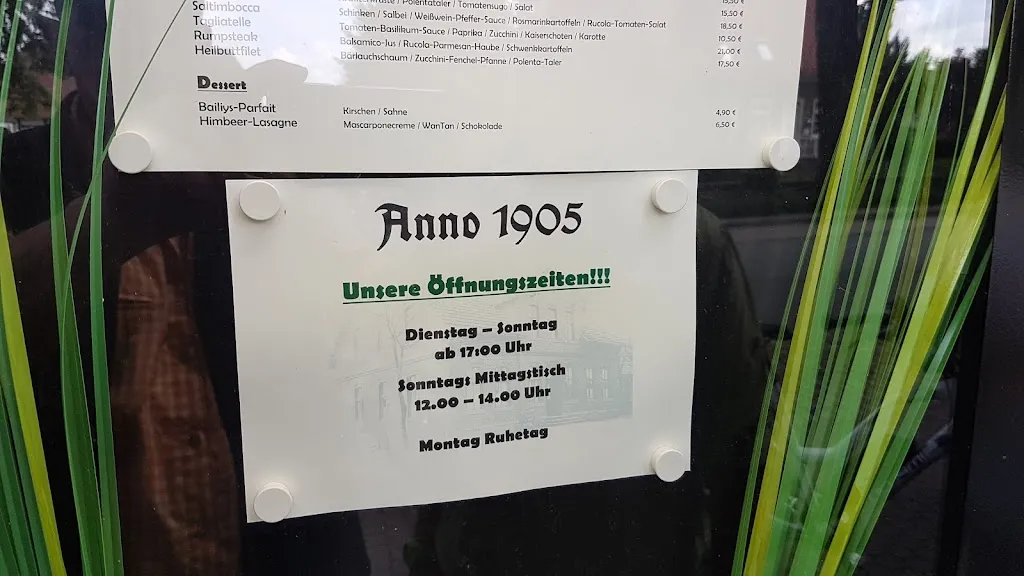 Polentataler / Tomatensugo / Salat
Saltimbocca Schinken / Salbei / Weißwein-Pfeffer-Sauce / Rosmarinkartoffeln / Rucola-Tomaten-Salat 15,50 €
Tagliatelle Tomaten-Basilikum-Sauce / Paprika / Zucchini / Kaiserschoten / Karotte 10,50 €
Rumpsteak Balsamico-Jus / Rucola-Parmesan-Haube / Schwenkkartoffeln 21,00 €
Heilbuttfilet Bärlauchschaum / Zucchini-Fenchel-Pfanne / Polenta-Taler 17,50 €
Dessert
Bailiys-Parfait Kirschen / Sahne 4,90 €
Himbeer-Lasagne Mascarponecreme / WanTan / Schokolade 6,50 €
Anno 1905
Unsere Öffnungszeiten!!!
Dienstag – Sonntag
ab 17:00 Uhr
Sonntags Mittagstisch
12.00 – 14.00 Uhr
Montag Ruhetag